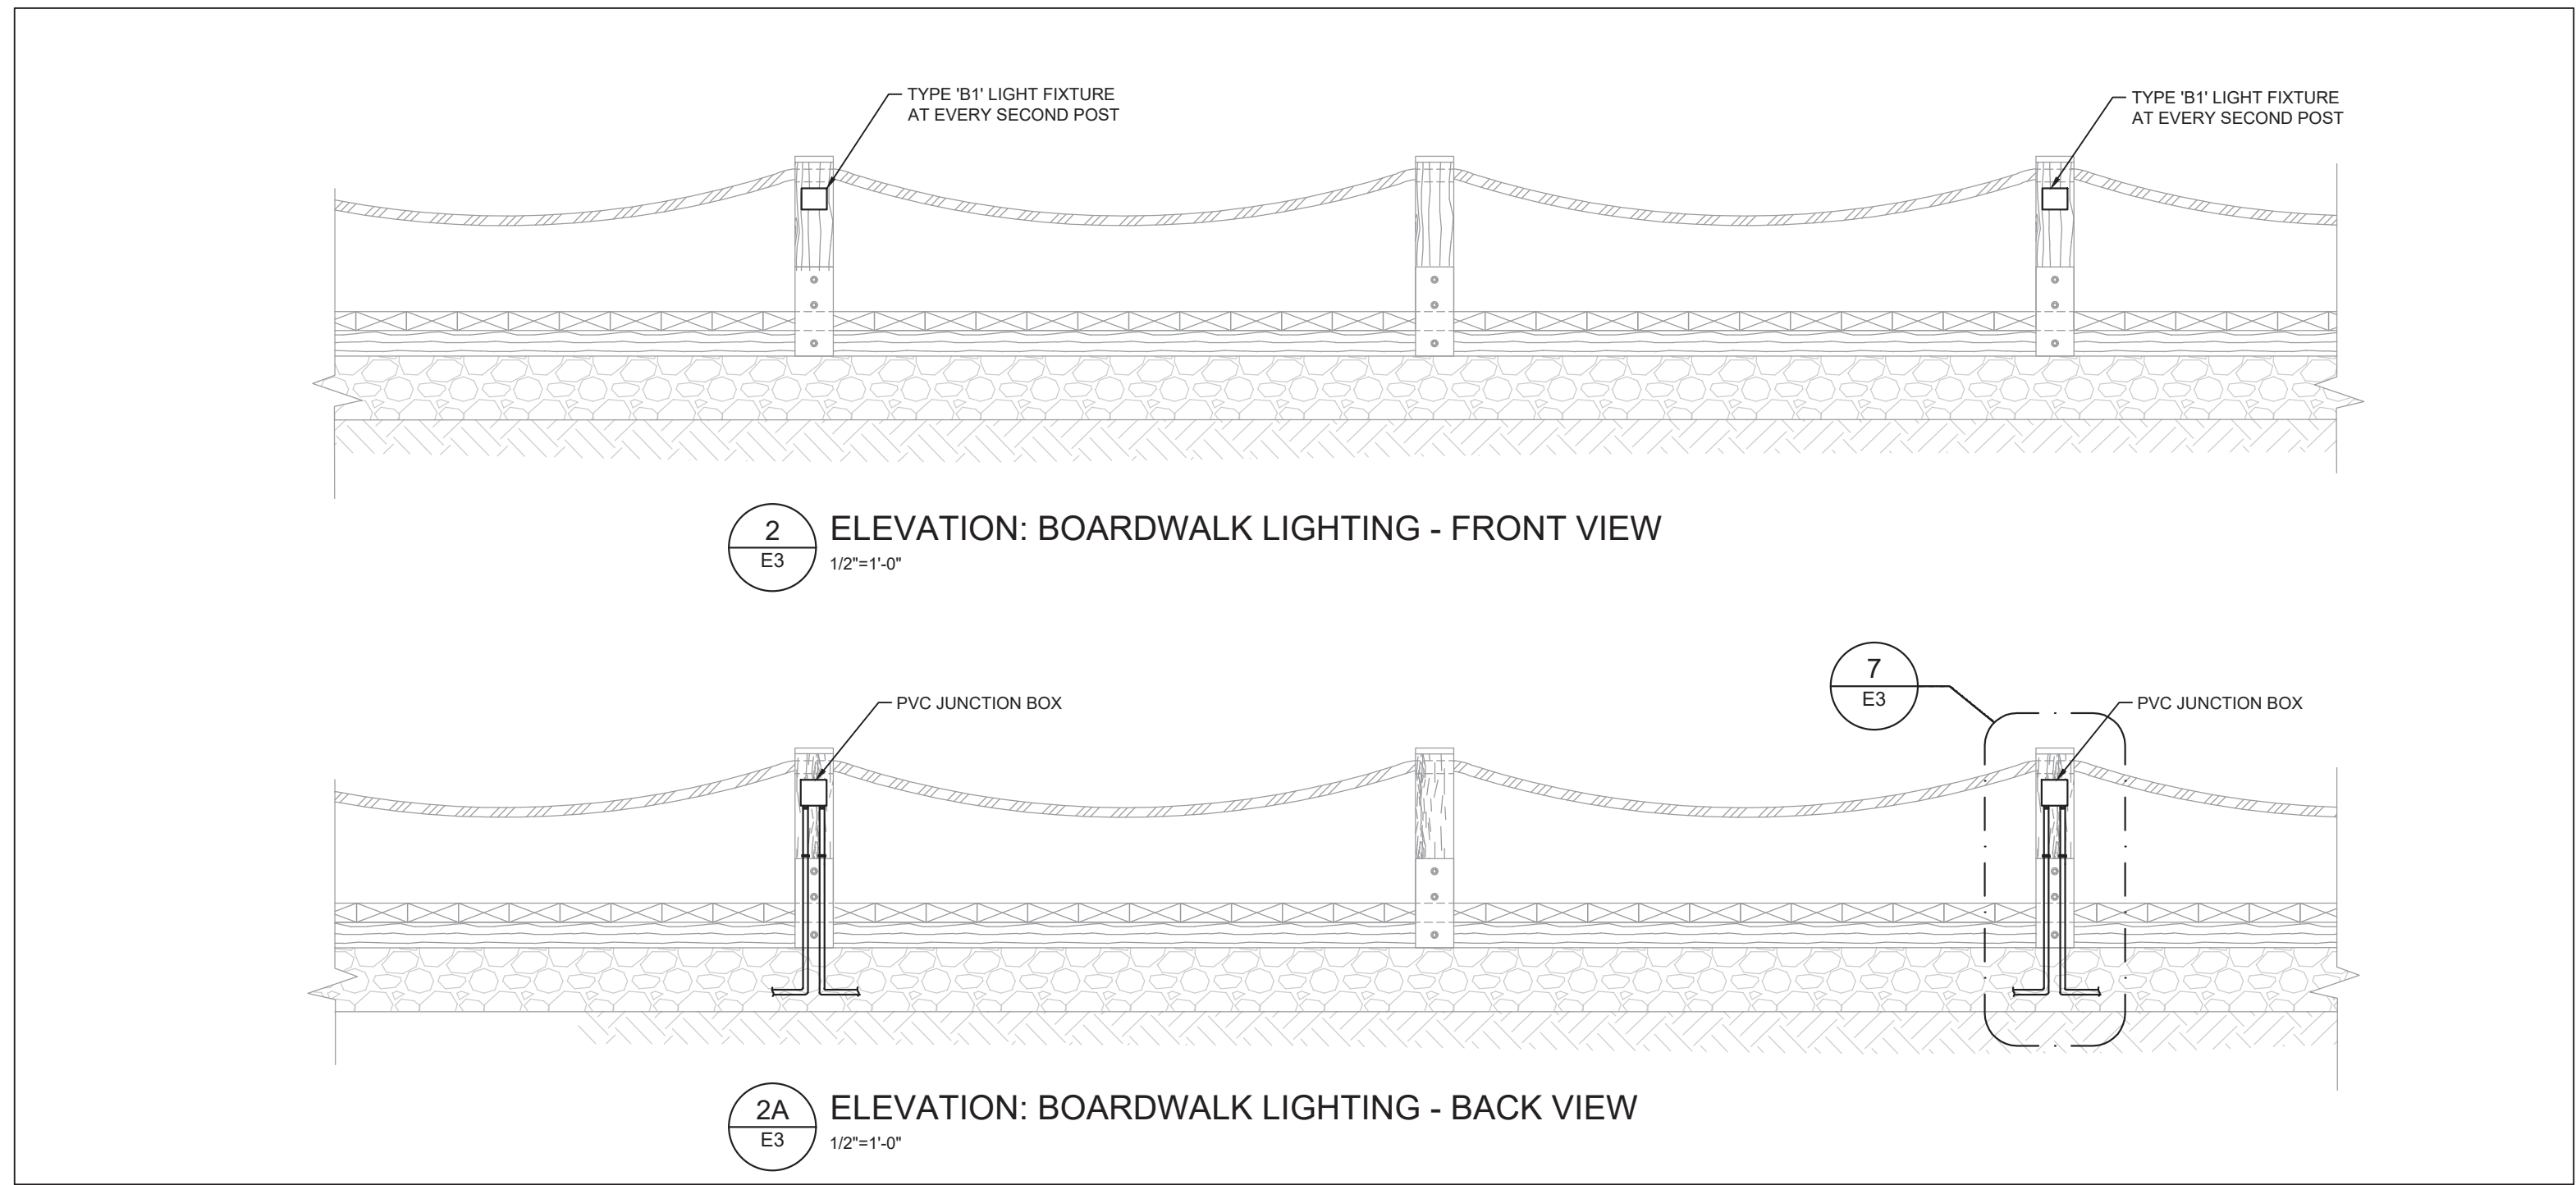 TYPE 'B1' LIGHT FIXTURE
AT EVERY SECOND POST
TYPE 'B1' LIGHT FIXTURE
AT EVERY SECOND POST
2
E3
ELEVATION: BOARDWALK LIGHTING - FRONT VIEW
1/2"=1'-0"
7
E3
PVC JUNCTION BOX
PVC JUNCTION BOX
2A
E3
ELEVATION: BOARDWALK LIGHTING - BACK VIEW
1/2"=1'-0"